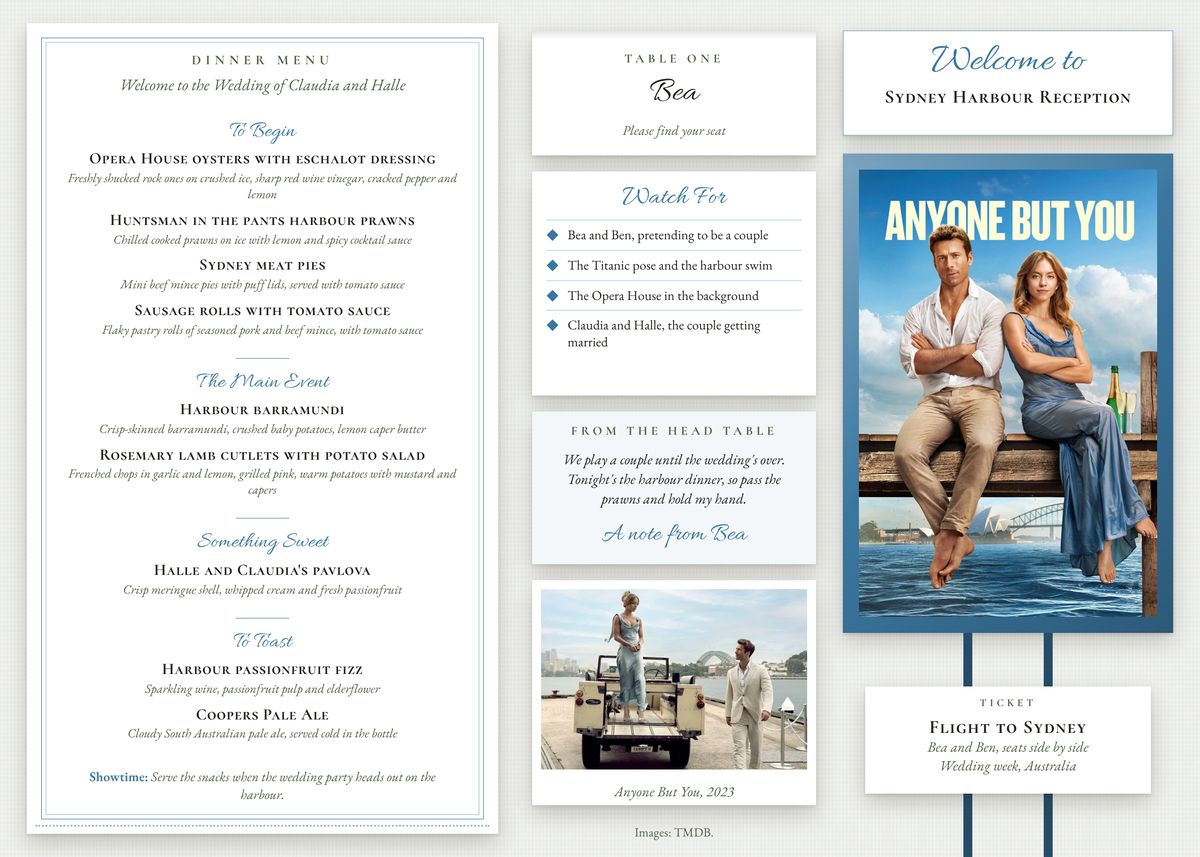 DINNER MENU
Welcome to the Wedding of Claudia and Halle
To Begin
Opera House oysters with eschalot dressing
Freshly shucked rock ones on crushed ice, sharp red wine vinegar, cracked pepper and
lemon
Huntsman in the pants harbour prawns
Chilled cooked prawns on ice with lemon and spicy cocktail sauce
Sydney meat pies
Mini beef mince pies with puff lids, served with tomato sauce
Sausage rolls with tomato sauce
Flaky pastry rolls of seasoned pork and beef mince, with tomato sauce
The Main Event
Harbour barramundi
Crisp-skinned barramundi, crushed baby potatoes, lemon caper butter
Rosemary lamb cutlets with potato salad
Frenched chops in garlic and lemon, grilled pink, warm potatoes with mustard and
capers
Something Sweet
Halle and Claudia's pavlova
Crisp meringue shell, whipped cream and fresh passionfruit
To Toast
Harbour passionfruit fizz
Sparkling wine, passionfruit pulp and elderflower
Coopers Pale Ale
Cloudy South Australian pale ale, served cold in the bottle
Showtime: Serve the snacks when the wedding party heads out on the
harbour.
TABLE ONE
Bea
Please find your seat
Watch For
Bea and Ben, pretending to be a couple
The Titanic pose and the harbour swim
The Opera House in the background
Claudia and Halle, the couple getting
married
FROM THE HEAD TABLE
We play a couple until the wedding's over.
Tonight's the harbour dinner, so pass the
prawns and hold my hand.
A note from Bea
Anyone But You, 2023
Images: TMDB.
Welcome to
Sydney Harbour Reception
ANYONE BUT YOU
TICKET
Flight to Sydney
Bea and Ben, seats side by side
Wedding week, Australia